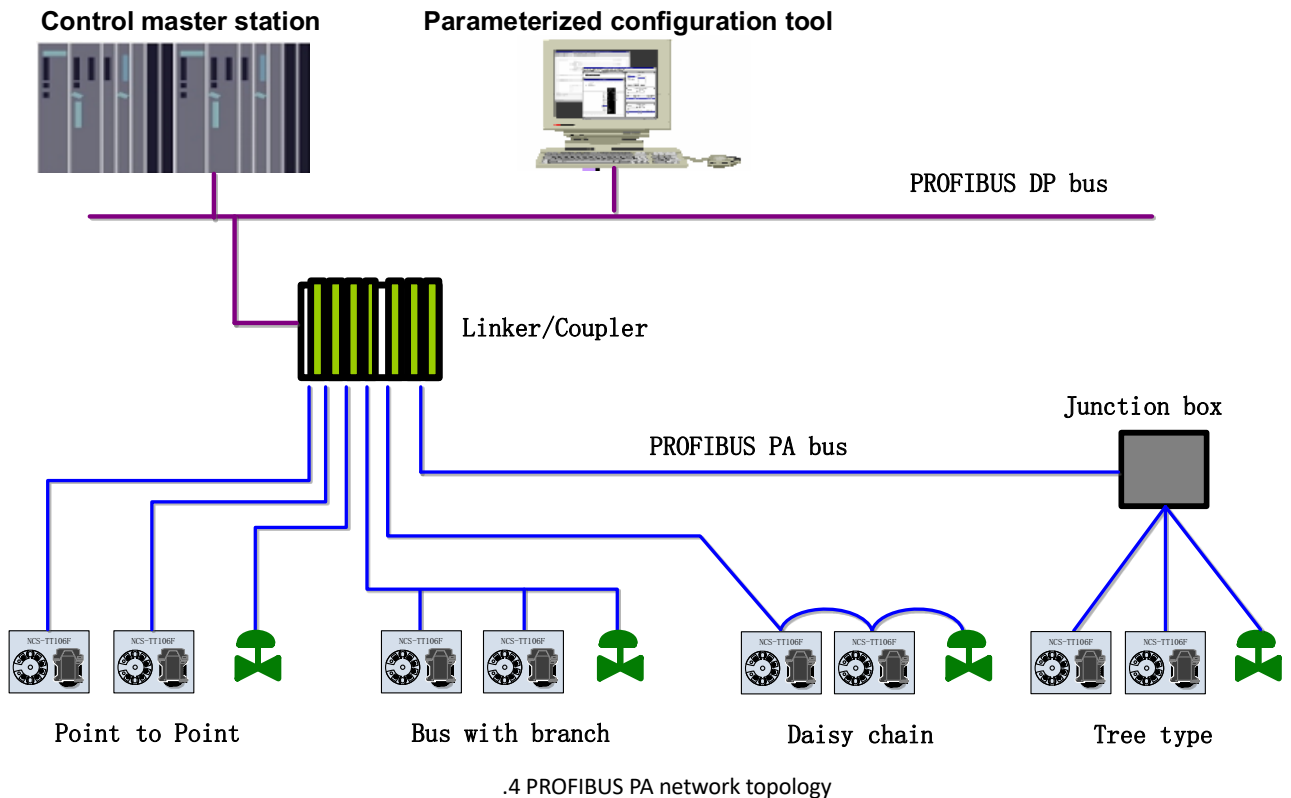 Control master station
Parameterized configuration tool
PROFIBUS DP bus
Linker/Coupler
Junction box
PROFIBUS PA bus
NCS-TT106F
NCS-TT106F
NCS-TT106F
NCS-TT106F
NCS-TT106F
NCS-TT106F
NCS-TT106F
NCS-TT106F
Point to Point
Bus with branch
Daisy chain
Tree type
.4 PROFIBUS PA network topology